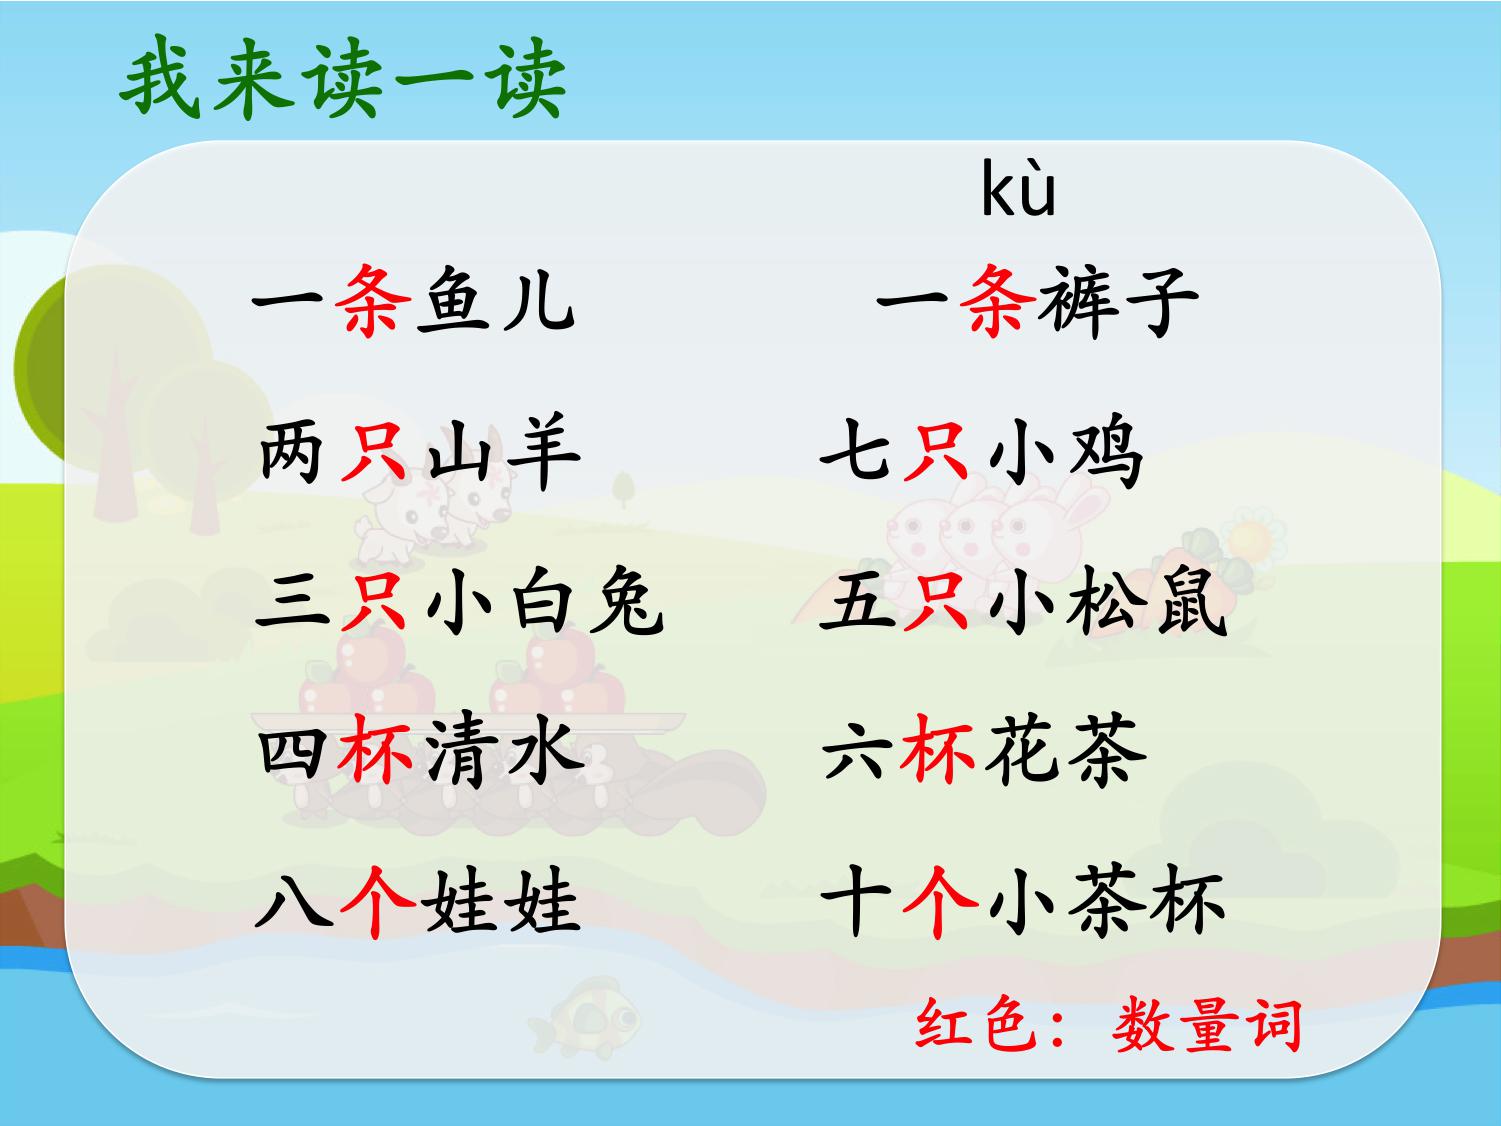 我来读一读
kù
一条鱼儿 一条裤子
两只山羊 七只小鸡
三只小白兔 五只小松鼠
四杯清水 六杯花茶
八个娃娃 十个小茶杯
红色：数量词